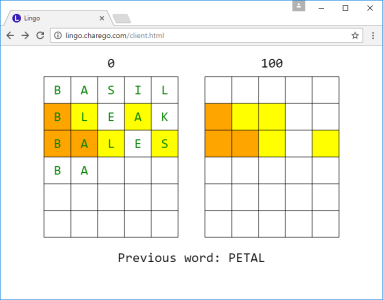 Lingo
lingo.charego.com/client.html
0 100
B A S I L
B L E A K
B A L E S
B A
Previous word: PETAL